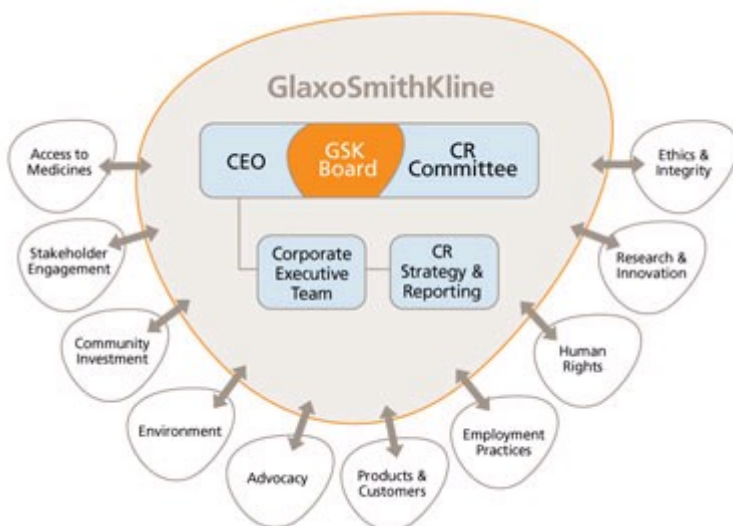 GlaxoSmithKline
CEO
GSK
Board
CR
Committee
Corporate
Executive
Team
CR
Strategy &
Reporting
Access to
Medicines
Stakeholder
Engagement
Community
Investment
Environment
Advocacy
Products &
Customers
Employment
Practices
Human
Rights
Research &
Innovation
Ethics &
Integrity